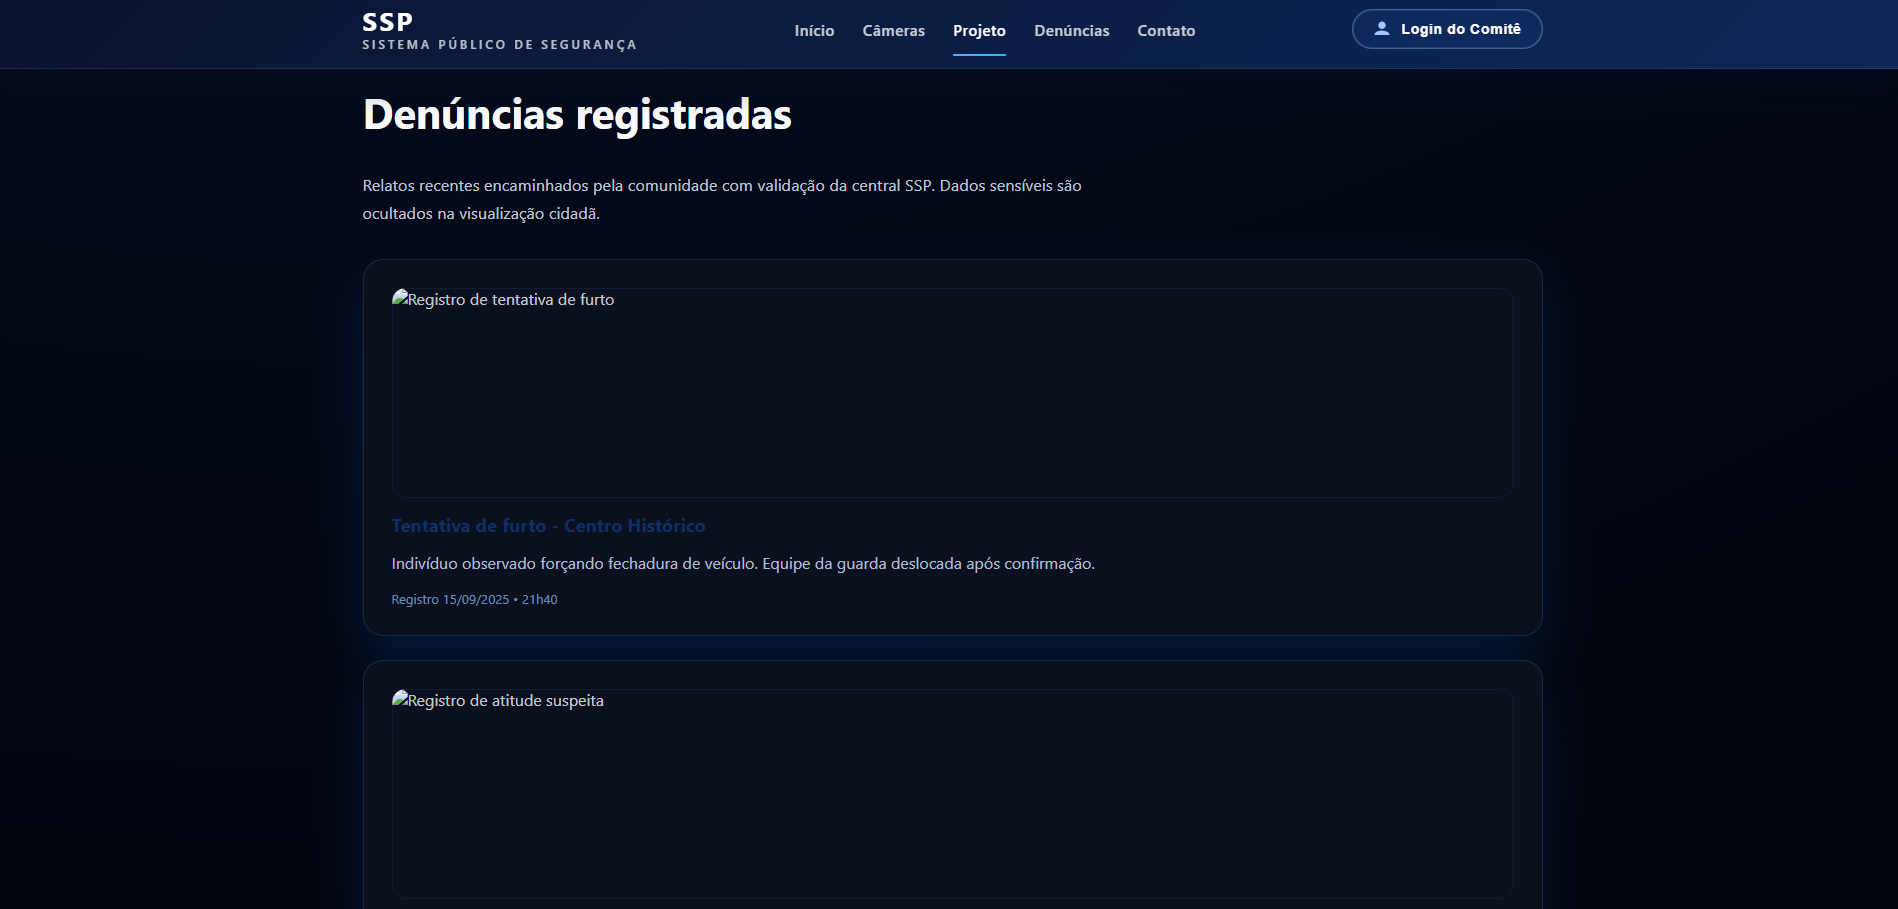 SSP
SISTEMA PÚBLICO DE SEGURANÇA
Início
Câmeras
Projeto
Denúncias
Contato
Login do Comitê
Denúncias registradas
Relatos recentes encaminhados pela comunidade com validação da central SSP. Dados sensíveis são
ocultados na visualização cidadã.
Registro de tentativa de furto
Tentativa de furto - Centro Histórico
Indivíduo observado forçando fechadura de veículo. Equipe da guarda deslocada após confirmação.
Registro 15/09/2025 • 21h40
Registro de atitude suspeita